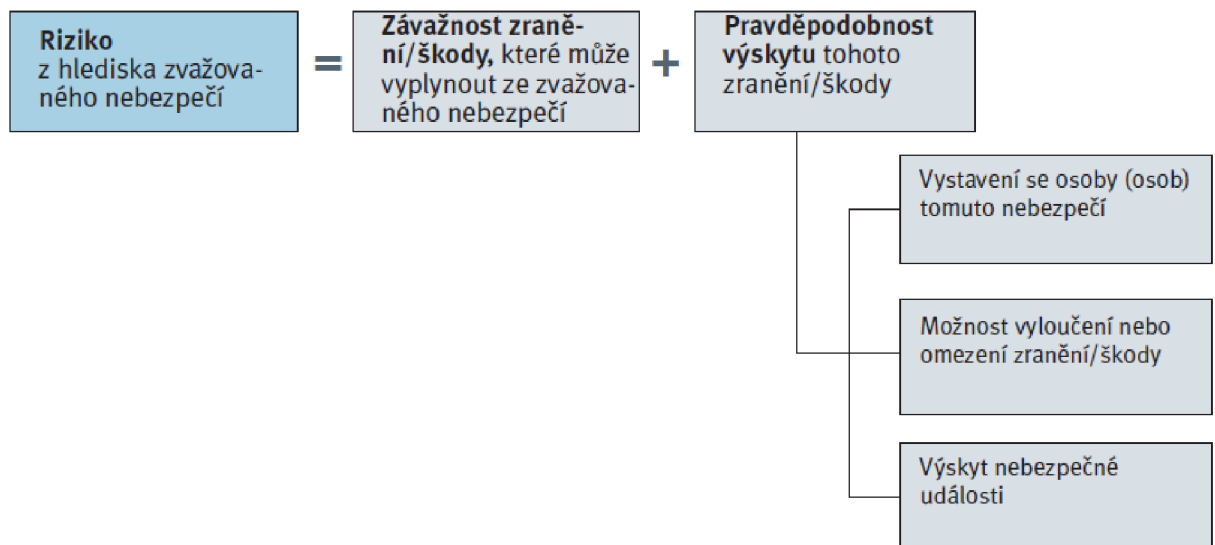 Riziko
z hlediska zvažova-
ného nebezpečí
=
Závažnost zraně-
ní/škody, které může
vyplynout ze zvažova-
ného nebezpečí
+
Pravděpodobnost
výskytu tohoto
zranění/škody
Vystavení se osoby (osob)
tomuto nebezpečí
Možnost vyloučení nebo
omezení zranění/škody
Výskyt nebezpečné
události